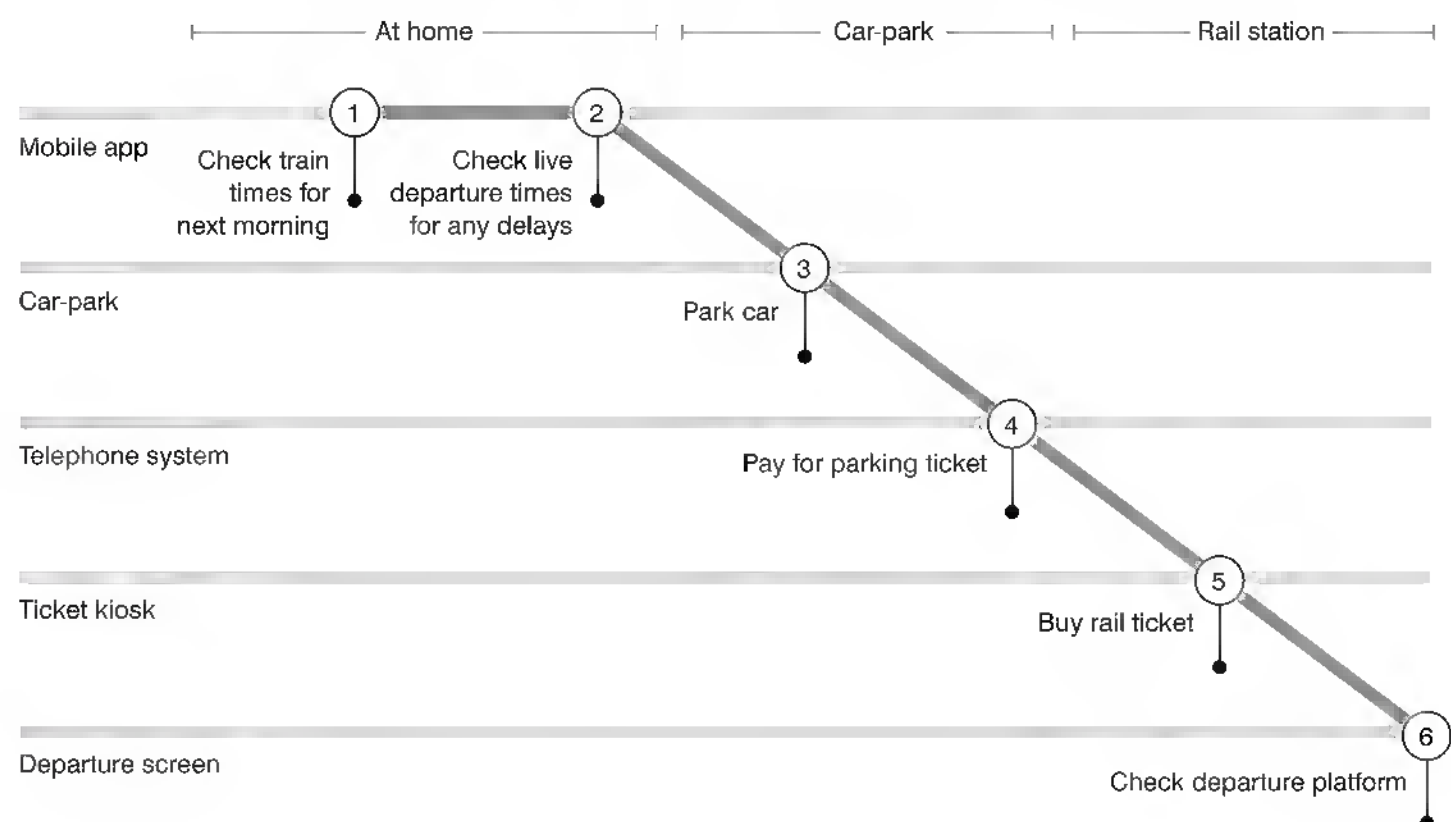 At home
Car-park
Rail station
1
2
Mobile app
Check train
times for
next morning
Check live
departure times
for any delays
3
Car-park
Park car
4
Telephone system
Pay for parking ticket
5
Ticket kiosk
Buy rail ticket
6
Departure screen
Check departure platform